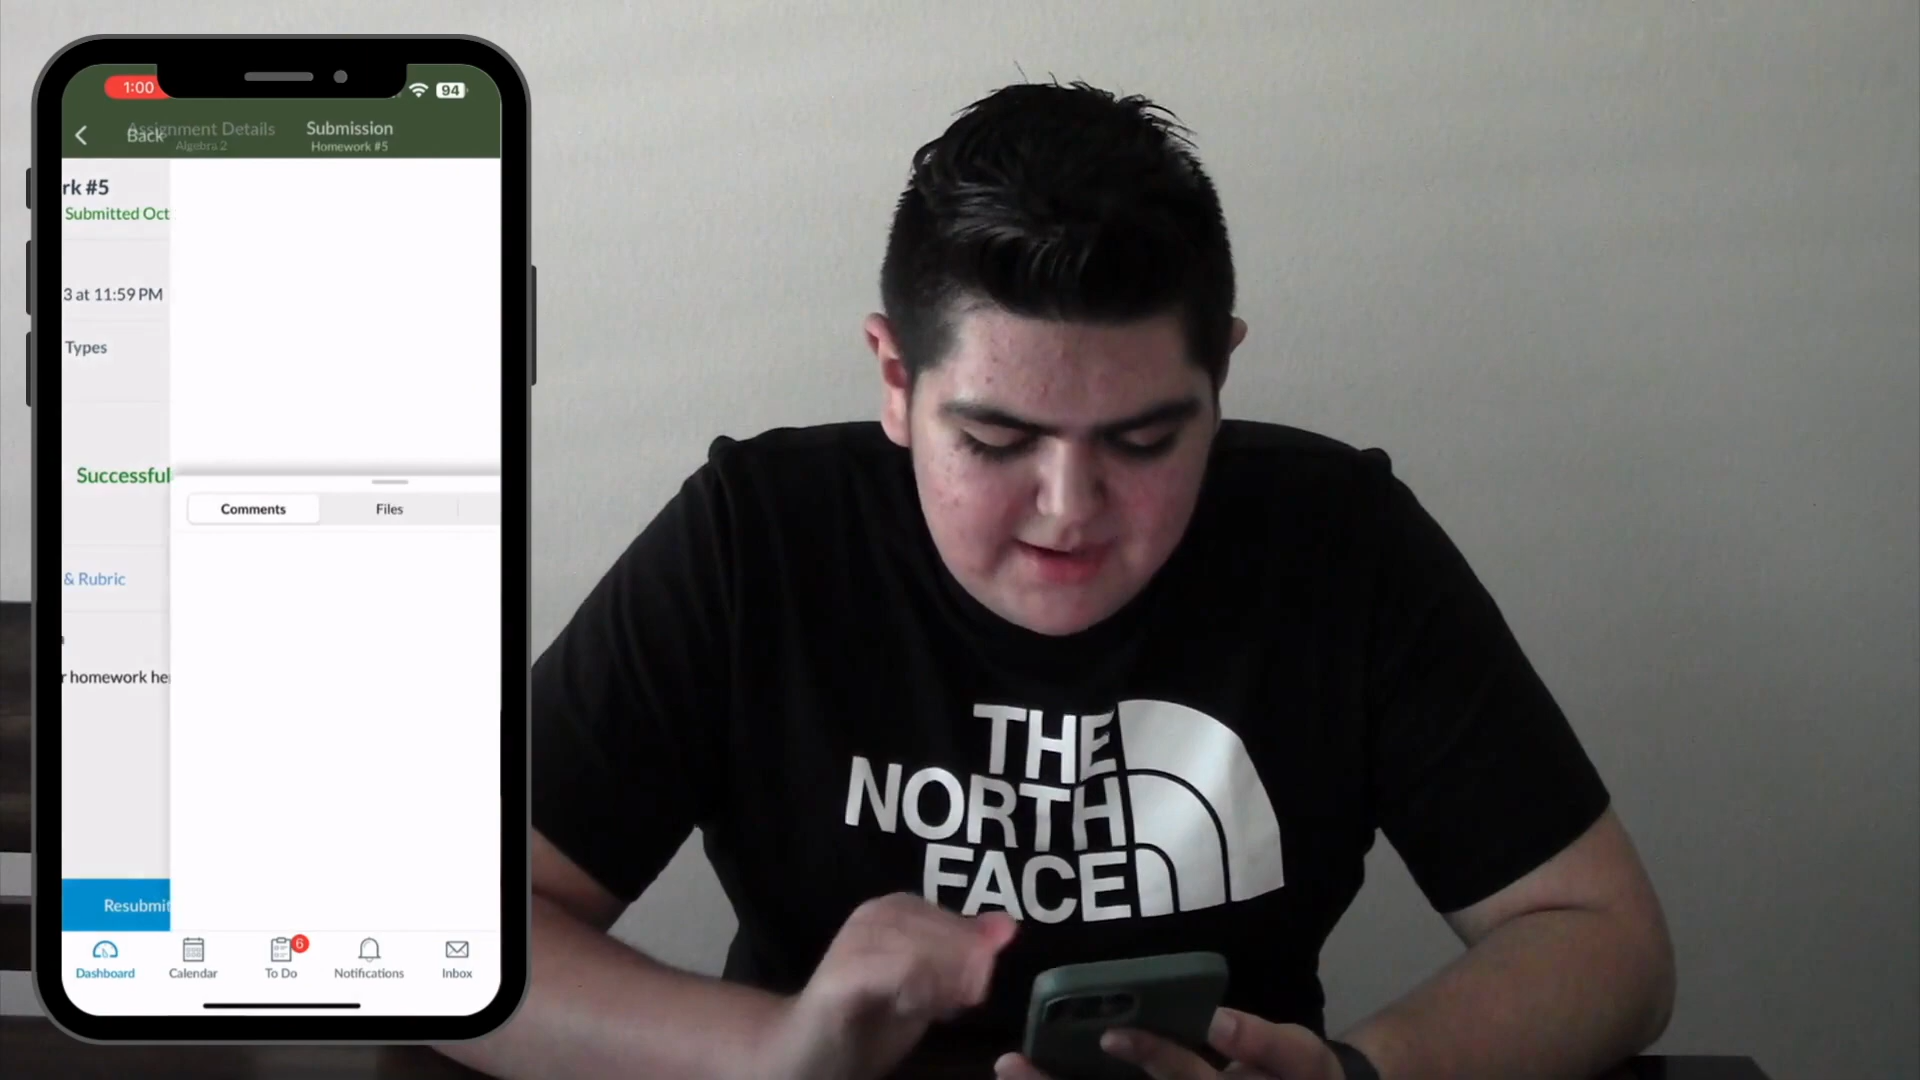 1:00
94
Back
Assignment Details
Algebra 2
Submission
Homework #5
rk #5
Submitted Oct
3 at 11:59 PM
Types
Successful
Comments
Files
& Rubric
r homework he
Resubmit
6
Dashboard
Calendar
To Do
Notifications
Inbox
THE
NORTH
FACE